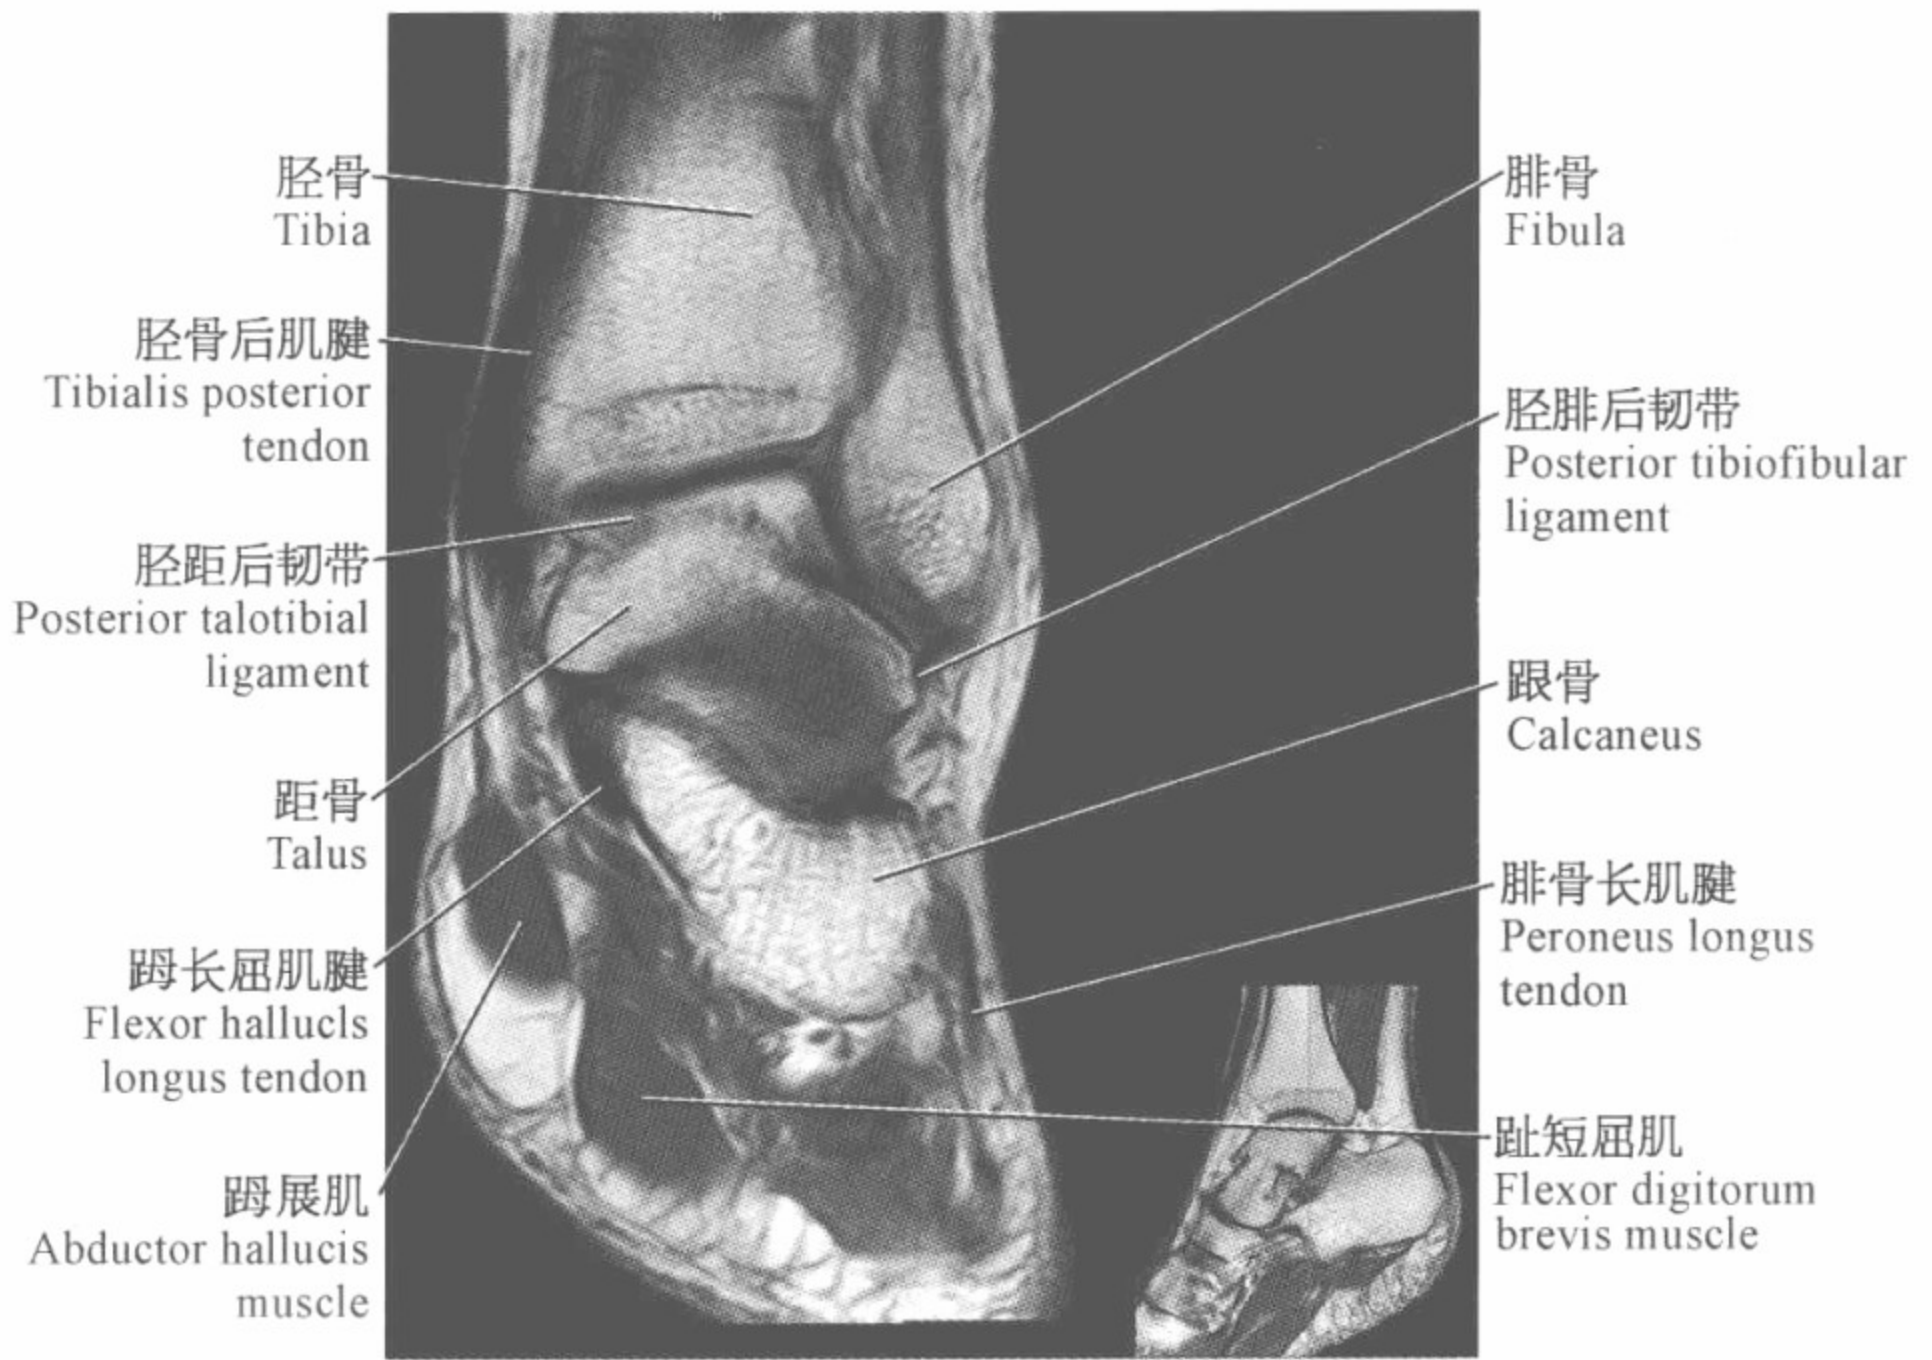 胫骨
Tibia
胫骨后肌腱
Tibialis posterior
tendon
胫距后韧带
Posterior talotibial
ligament
距骨
Talus
踇长屈肌腱
Flexor hallucls
longus tendon
踇展肌
Abductor hallucis
muscle
腓骨
Fibula
胫腓后韧带
Posterior tibiofibular
ligament
跟骨
Calcaneus
腓骨长肌腱
Peroneus longus
tendon
趾短屈肌
Flexor digitorum
brevis muscle